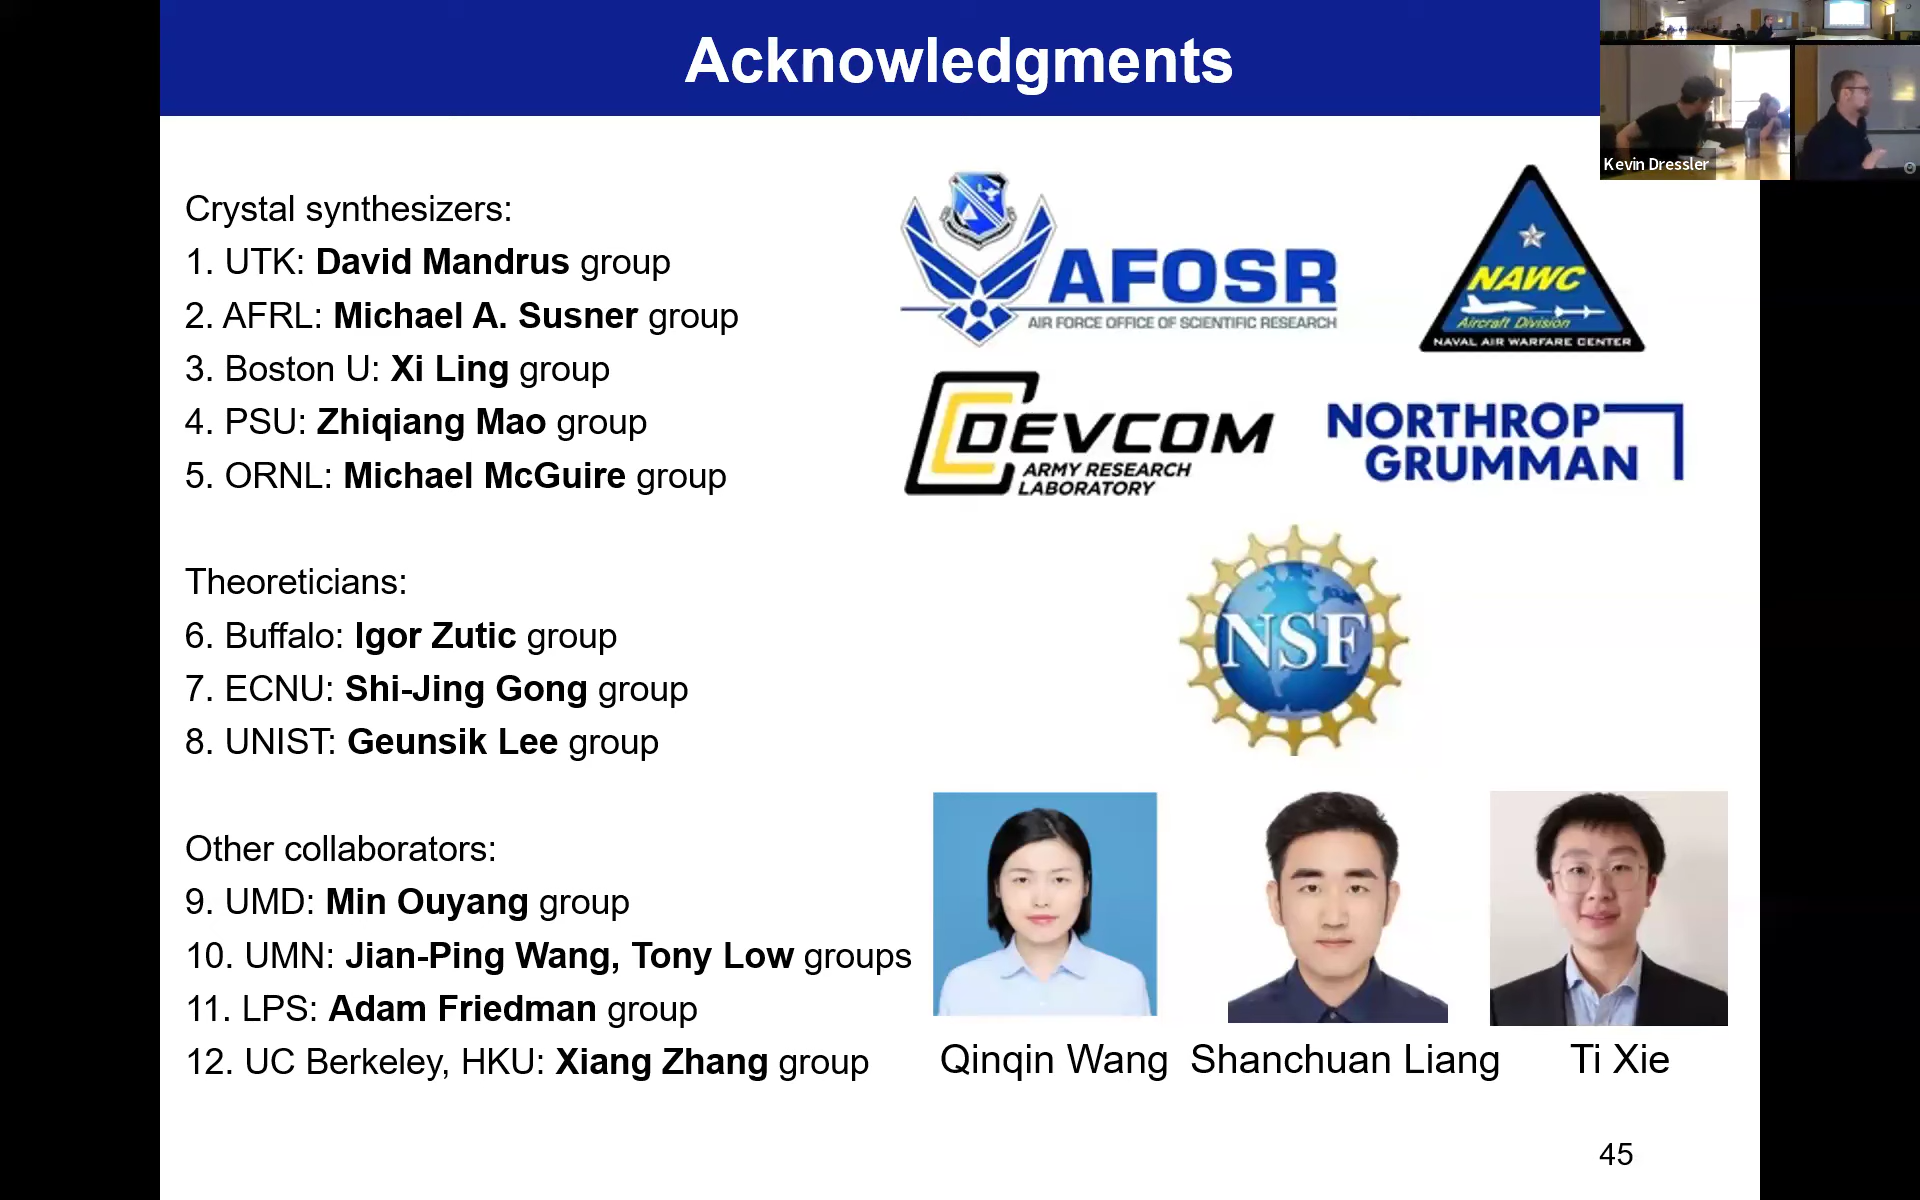 Acknowledgments
Kevin Dressler
Crystal synthesizers:
1. UTK: David Mandrus group
2. AFRL: Michael A. Susner group
3. Boston U: Xi Ling group
4. PSU: Zhiqiang Mao group
5. ORNL: Michael McGuire group
Theoreticians:
6. Buffalo: Igor Zutic group
7. ECNU: Shi-Jing Gong group
8. UNIST: Geunsik Lee group
Other collaborators:
9. UMD: Min Ouyang group
10. UMN: Jian-Ping Wang, Tony Low groups
11. LPS: Adam Friedman group
12. UC Berkeley, HKU: Xiang Zhang group
AFOSR
AIR FORCE OFFICE OF SCIENTIFIC RESEARCH
NAWC
Aircraft Division
NAVAL AIR WARFARE CENTER
DEVCOM
ARMY RESEARCH
LABORATORY
NORTHROP
GRUMMAN
NSF
Qinqin Wang
Shanchuan Liang
Ti Xie
45